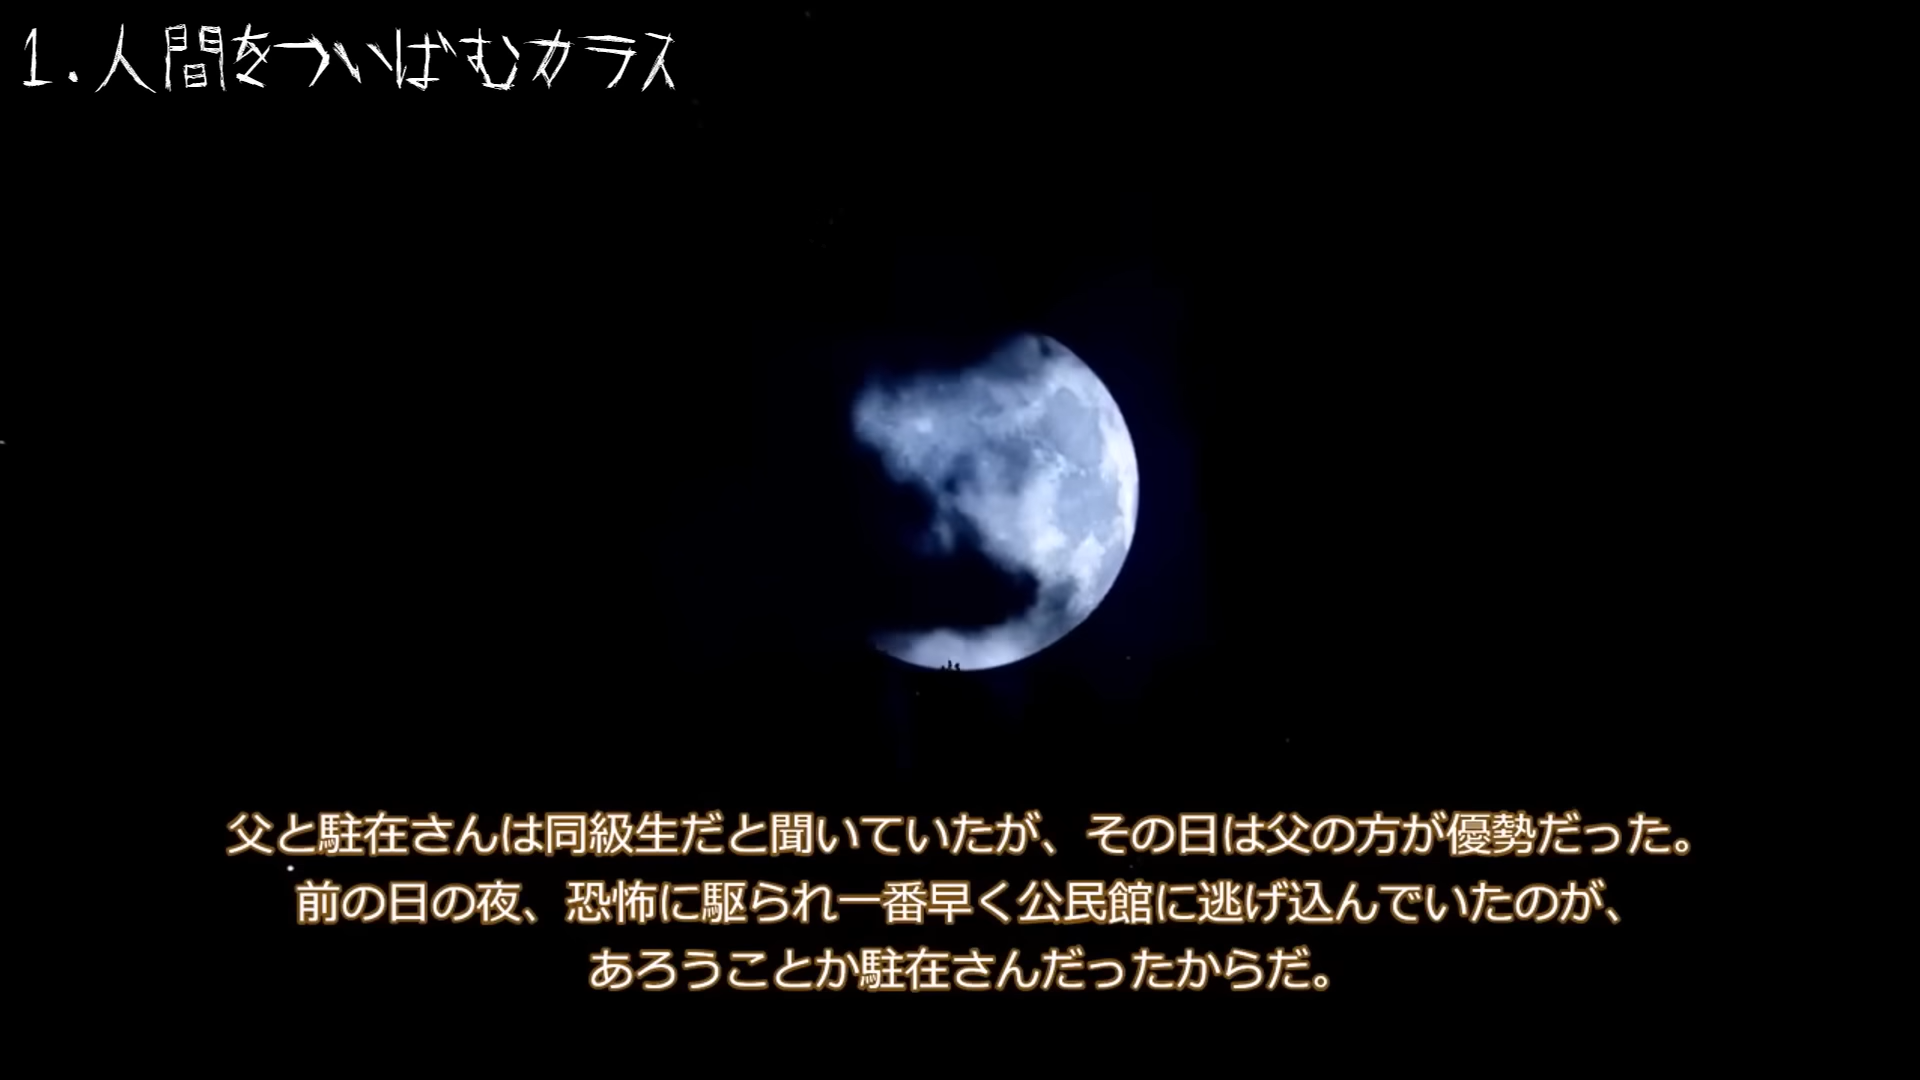 1.人間をついばむカラス
父と駐在さんは同級生だと聞いていたが、その日は父の方が優勢だった。
前の日の夜、恐怖に駆られ一番早く公民館に逃げ込んでいたのが、
あろうことか駐在さんだったからだ。